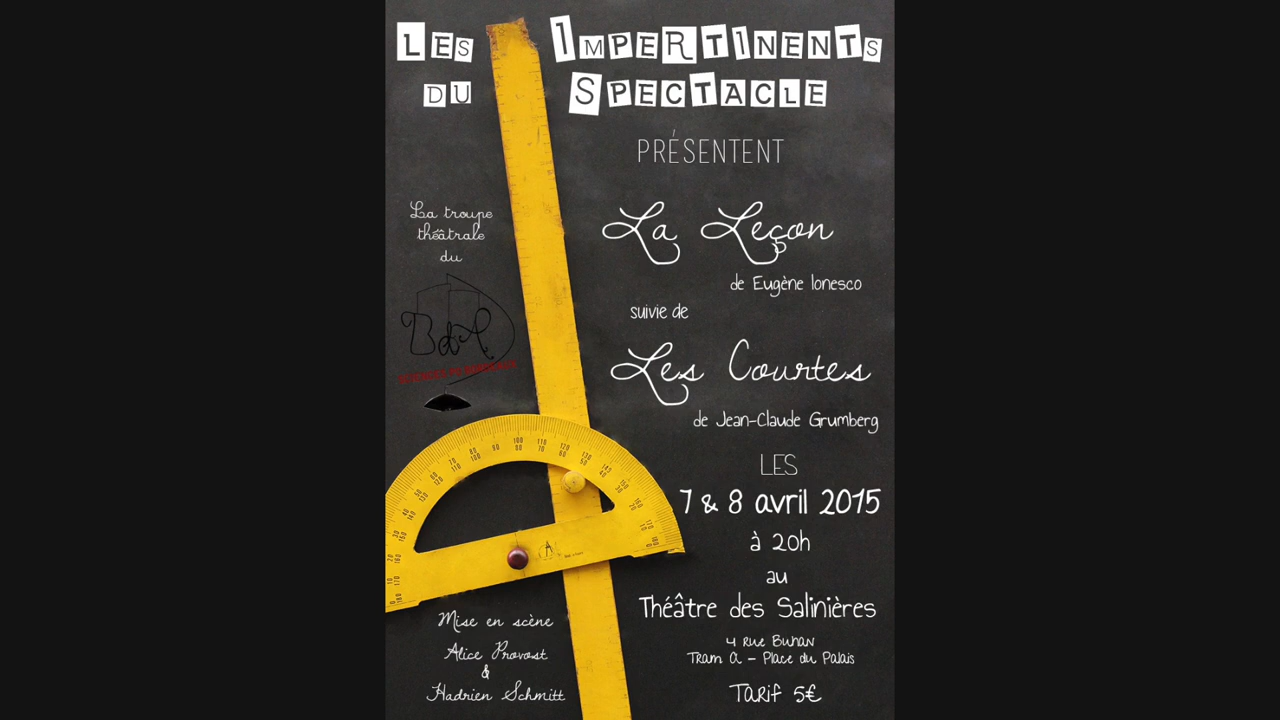 Les Impertinents
du Spectacle
PRÉSENTENT
La troupe
théâtrale
du
BdA
La Leçon
de Eugène Ionesco
suivie de
Les Courtes
de Jean-Claude Grumberg
LES
7 & 8 avril 2015
à 20h
au
Théâtre des Salinières
4 rue Buhan
Tram A – Place du Palais
Tarif 5€
Mise en scène
Alice Provost
&
Hadrien Schmitt